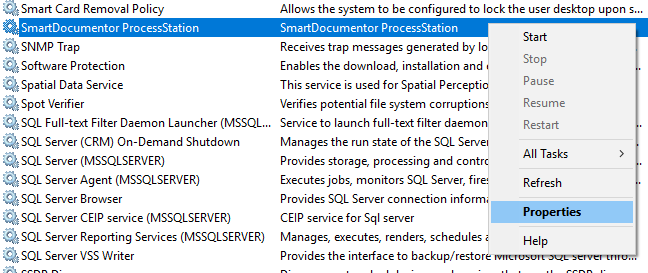 Smart Card Removal Policy Allows the system to be configured to lock the user desktop upon s...
SmartDocumentor ProcessStation SmartDocumentor ProcessStation
SNMP Trap Receives trap messages generated by lo
Software Protection Enables the download, installation and
Spatial Data Service This service is used for Spatial Perceptio
Spot Verifier Verifies potential file system corruptions
SQL Full-text Filter Daemon Launcher (MSSQL... Service to launch full-text filter daemon
SQL Server (CRM) On-Demand Shutdown Manages the run state of the SQL Server
SQL Server (MSSQLSERVER) Provides storage, processing and control
SQL Server Agent (MSSQLSERVER) Executes jobs, monitors SQL Server, fires
SQL Server Browser Provides SQL Server connection informa
SQL Server CEIP service (MSSQLSERVER) CEIP service for Sql server
SQL Server Reporting Services (MSSQLSERVER) Manages, executes, renders, schedules a
SQL Server VSS Writer Provides the interface to backup/restore Microsoft SQL server thro...
Start
Stop
Pause
Resume
Restart
All Tasks
Refresh
Properties
Help